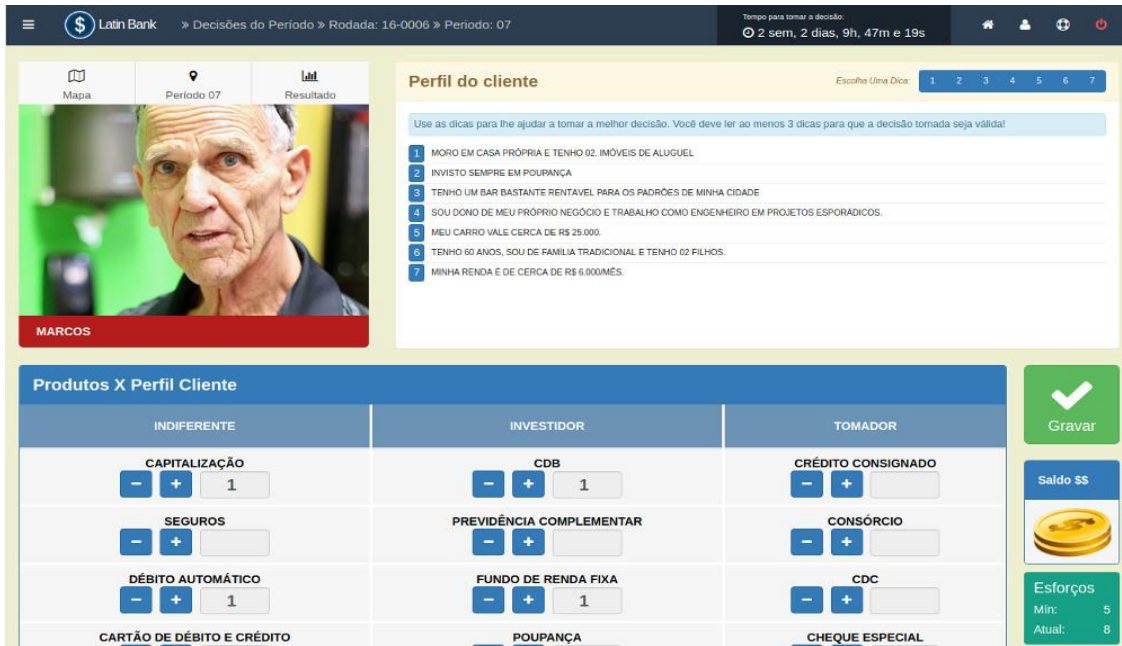 Latin Bank » Decisões do Período » Rodada: 16-0006 » Periodo: 07
Tempo para tomar a decisão:
2 sem, 2 dias, 9h, 47m e 19s
Mapa
Período 07
Resultado
MARCOS
Perfil do cliente
Escolha Uma Dica: 1 2 3 4 5 6 7
Use as dicas para lhe ajudar a tomar a melhor decisão. Você deve ler ao menos 3 dicas para que a decisão tomada seja válida!
1 MORO EM CASA PRÓPRIA E TENHO 02. IMÓVEIS DE ALUGUEL
2 INVISTO SEMPRE EM POUPANÇA
3 TENHO UM BAR BASTANTE RENTÁVEL PARA OS PADRÕES DE MINHA CIDADE
4 SOU DONO DE MEU PRÓPRIO NEGÓCIO E TRABALHO COMO ENGENHEIRO EM PROJETOS ESPORÁDICOS.
5 MEU CARRO VALE CERCA DE R$ 25.000.
6 TENHO 60 ANOS, SOU DE FAMÍLIA TRADICIONAL E TENHO 02 FILHOS.
7 MINHA RENDA É DE CERCA DE R$ 6.000/MÊS.
Produtos X Perfil Cliente
INDIFERENTE INVESTIDOR TOMADOR
CAPITALIZAÇÃO CDB CRÉDITO CONSIGNADO
- + 1 - + 1 - +
SEGUROS PREVIDÊNCIA COMPLEMENTAR CONSÓRCIO
- + - + - +
DÉBITO AUTOMÁTICO FUNDO DE RENDA FIXA CDC
- + 1 - + 1 - +
CARTÃO DE DÉBITO E CRÉDITO POUPANÇA CHEQUE ESPECIAL
Gravar
Saldo $$
Esforços
Mín: 5
Atual: 8